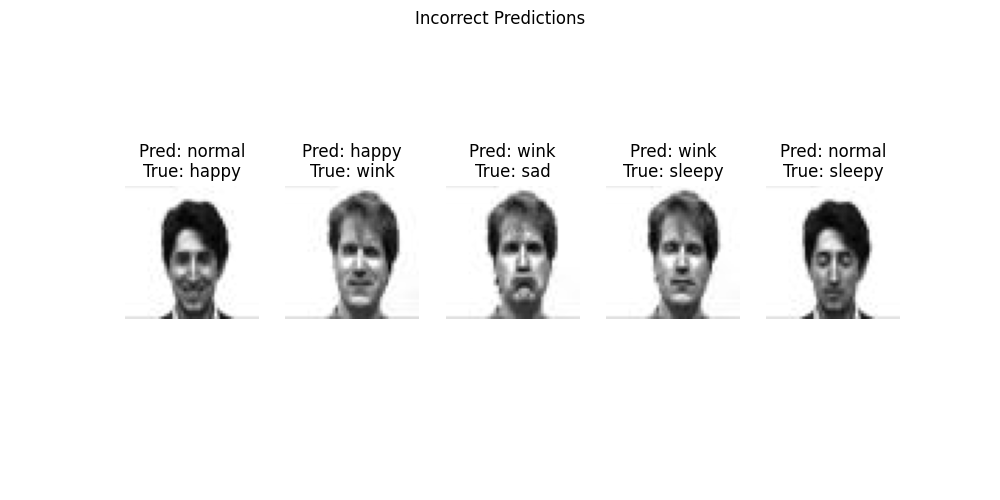 Incorrect Predictions
Pred: normal
True: happy
Pred: happy
True: wink
Pred: wink
True: sad
Pred: wink
True: sleepy
Pred: normal
True: sleepy